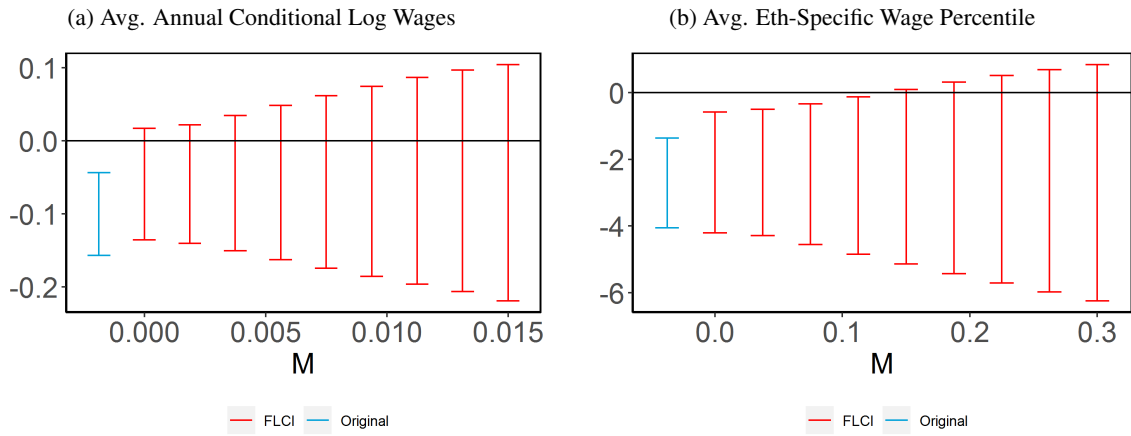 (a) Avg. Annual Conditional Log Wages
0.1
0.0
-0.1
-0.2
0.000 0.005 0.010 0.015
M
FLCI Original
(b) Avg. Eth-Specific Wage Percentile
0
-2
-4
-6
0.0 0.1 0.2 0.3
M
FLCI Original